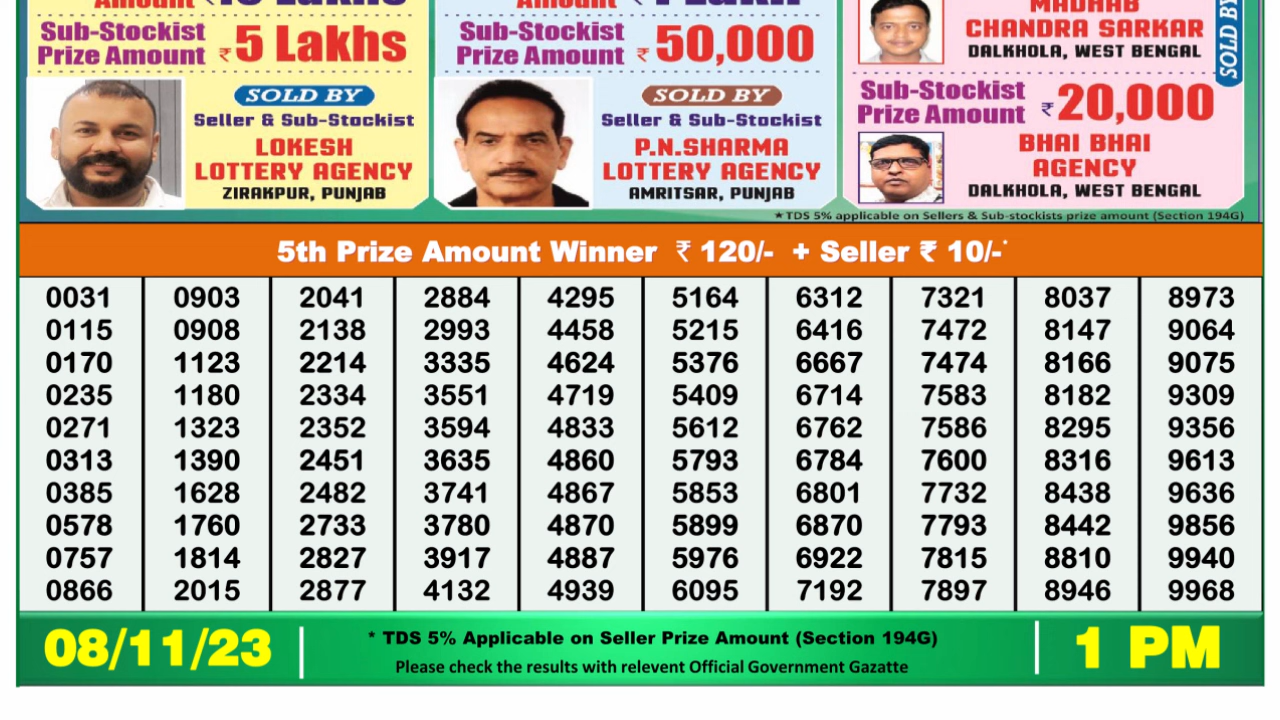 Amount ₹10 Lakhs
Sub-Stockist
Prize Amount ₹5 Lakhs
SOLD BY
Seller & Sub-Stockist
LOKESH
LOTTERY AGENCY
ZIRAKPUR, PUNJAB
Amount ₹1 Lakh
Sub-Stockist
Prize Amount ₹50,000
SOLD BY
Seller & Sub-Stockist
P.N.SHARMA
LOTTERY AGENCY
AMRITSAR, PUNJAB
MADHAB
CHANDRA SARKAR
DALKHOLA, WEST BENGAL
SOLD BY
Sub-Stockist
Prize Amount ₹20,000
BHAI BHAI
AGENCY
DALKHOLA, WEST BENGAL
★TDS 5% applicable on Sellers & Sub-stockists prize amount (Section 194G)
5th Prize Amount Winner ₹ 120/- + Seller ₹ 10/-*
0031 0903 2041 2884 4295 5164 6312 7321 8037 8973
0115 0908 2138 2993 4458 5215 6416 7472 8147 9064
0170 1123 2214 3335 4624 5376 6667 7474 8166 9075
0235 1180 2334 3551 4719 5409 6714 7583 8182 9309
0271 1323 2352 3594 4833 5612 6762 7586 8295 9356
0313 1390 2451 3635 4860 5793 6784 7600 8316 9613
0385 1628 2482 3741 4867 5853 6801 7732 8438 9636
0578 1760 2733 3780 4870 5899 6870 7793 8442 9856
0757 1814 2827 3917 4887 5976 6922 7815 8810 9940
0866 2015 2877 4132 4939 6095 7192 7897 8946 9968
08/11/23
* TDS 5% Applicable on Seller Prize Amount (Section 194G)
Please check the results with relevent Official Government Gazatte
1 PM